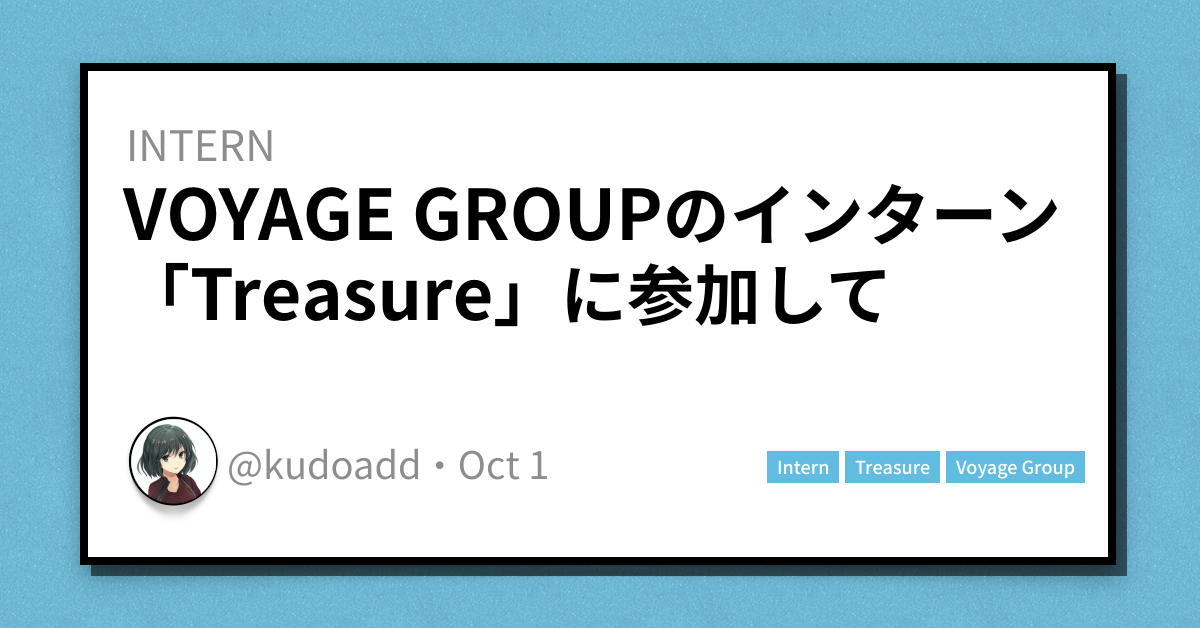 INTERN
VOYAGE GROUPのインターン
「Treasure」に参加して
@kudoadd・Oct 1
Intern Treasure Voyage Group